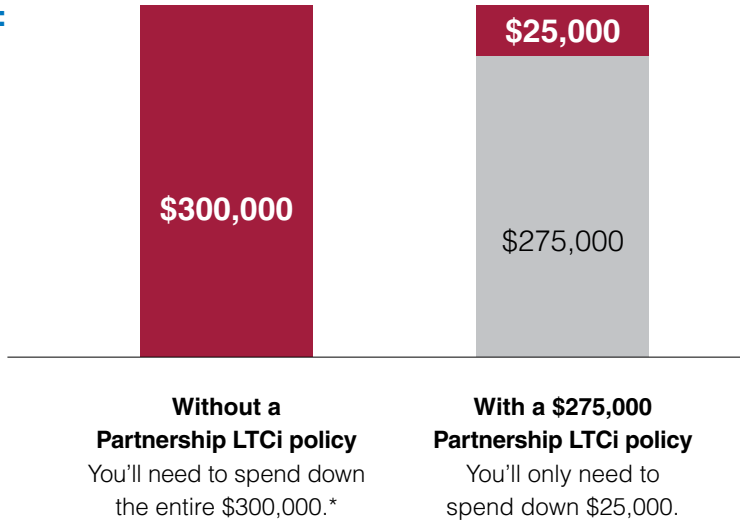 :
$25,000
$300,000
$275,000
Without a
Partnership LTCi policy
You'll need to spend down
the entire $300,000.*
With a $275,000
Partnership LTCi policy
You'll only need to
spend down $25,000.